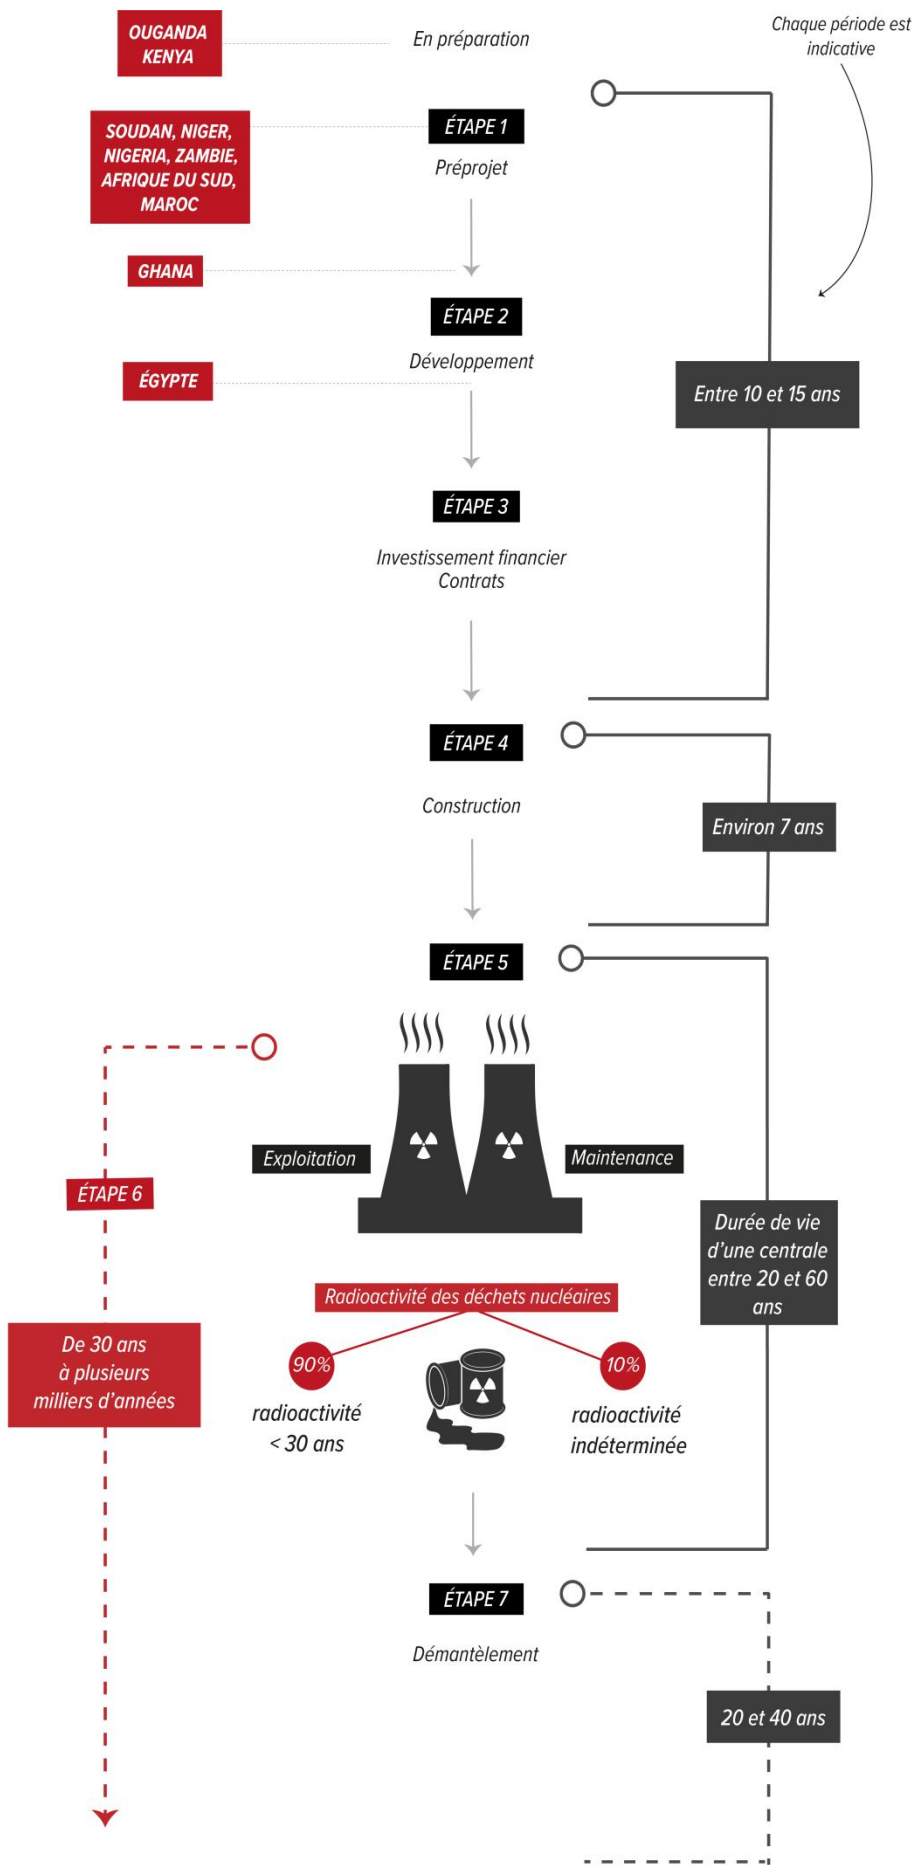 OUGANDA
KENYA
En préparation
Chaque période est
indicative
SOUDAN, NIGER,
NIGERIA, ZAMBIE,
AFRIQUE DU SUD,
MAROC
ÉTAPE 1
Préprojet
GHANA
ÉTAPE 2
Développement
ÉGYPTE
Entre 10 et 15 ans
ÉTAPE 3
Investissement financier
Contrats
ÉTAPE 4
Construction
Environ 7 ans
ÉTAPE 5
Exploitation
Maintenance
ÉTAPE 6
Durée de vie
d'une centrale
entre 20 et 60
ans
Radioactivité des déchets nucléaires
De 30 ans
à plusieurs
milliers d'années
90%
radioactivité
< 30 ans
10%
radioactivité
indéterminée
ÉTAPE 7
Démantèlement
20 et 40 ans